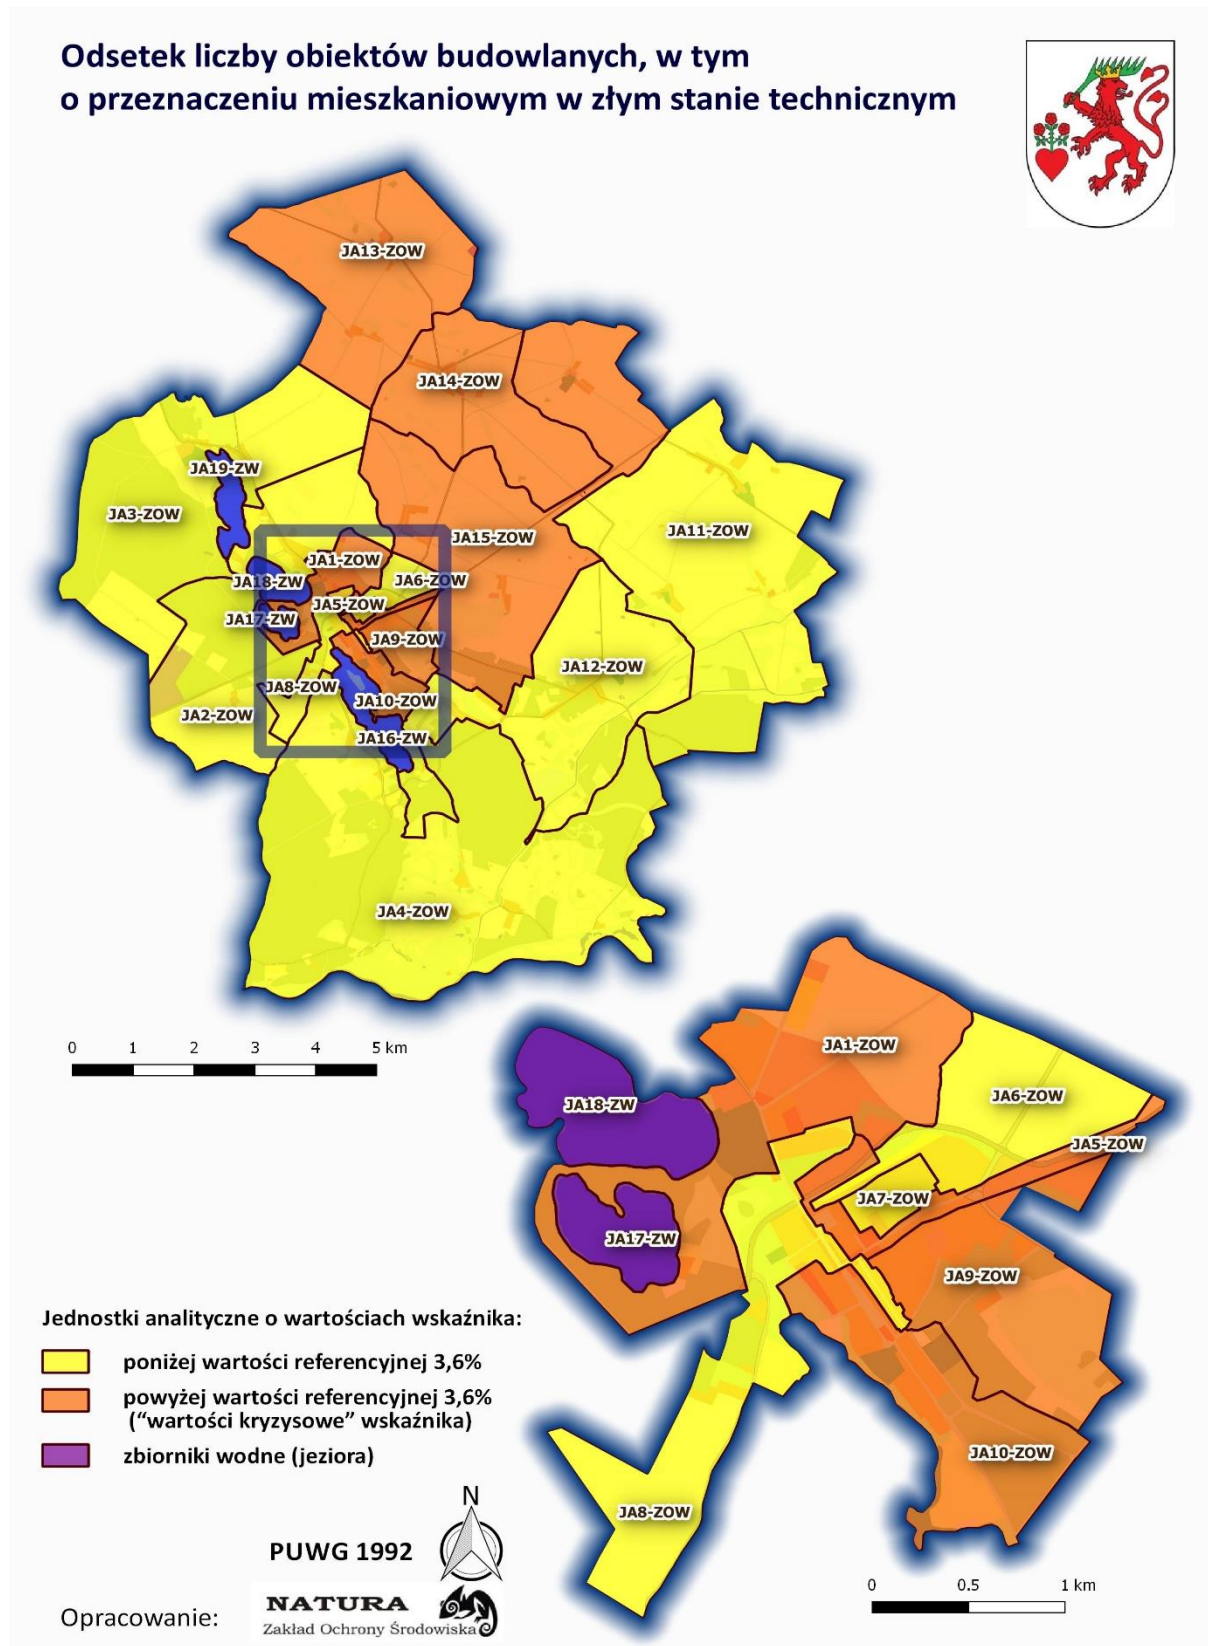 Odsetek liczby obiektów budowlanych, w tym
o przeznaczeniu mieszkaniowym w złym stanie technicznym
JA13-ZOW
JA14-ZOW
JA19-ZW
JA3-ZOW
JA11-ZOW
JA15-ZOW
JA1-ZOW
JA18-ZW
JA6-ZOW
JA5-ZOW
JA17-ZW
JA9-ZOW
JA12-ZOW
JA8-ZOW
JA10-ZOW
JA2-ZOW
JA16-ZW
JA4-ZOW
0 1 2 3 4 5 km
JA1-ZOW
JA6-ZOW
JA18-ZW
JA5-ZOW
JA7-ZOW
JA17-ZW
JA9-ZOW
JA10-ZOW
JA8-ZOW
Jednostki analityczne o wartościach wskaźnika:
poniżej wartości referencyjnej 3,6%
powyżej wartości referencyjnej 3,6%
(“wartości kryzysowe” wskaźnika)
zbiorniki wodne (jeziora)
N
PUWG 1992
0 0.5 1 km
Opracowanie:
NATURA
Zakład Ochrony Środowiska